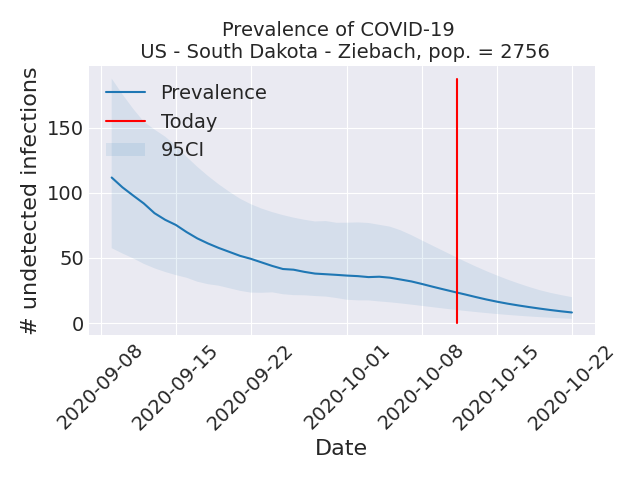 Prevalence of COVID-19
US - South Dakota - Ziebach, pop. = 2756
# undetected infections
150
100
50
0
Prevalence
Today
95CI
2020-09-08
2020-09-15
2020-09-22
2020-10-01
2020-10-08
2020-10-15
2020-10-22
Date